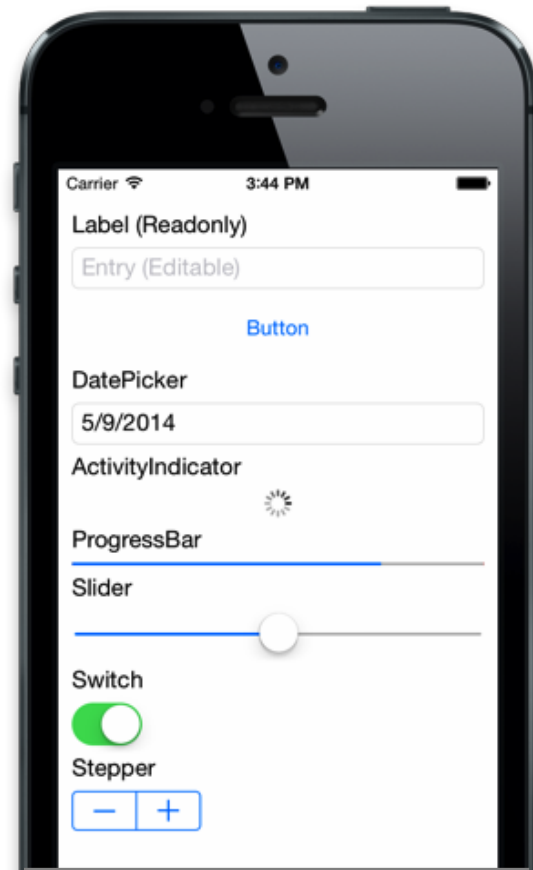 Carrier 3:44 PM
Label (Readonly)
Entry (Editable)
Button
DatePicker
5/9/2014
ActivityIndicator
ProgressBar
Slider
Switch
Stepper
− +